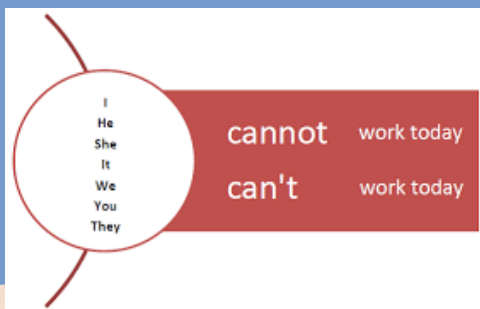 I
He
She
It
We
You
They
cannot work today
can't work today